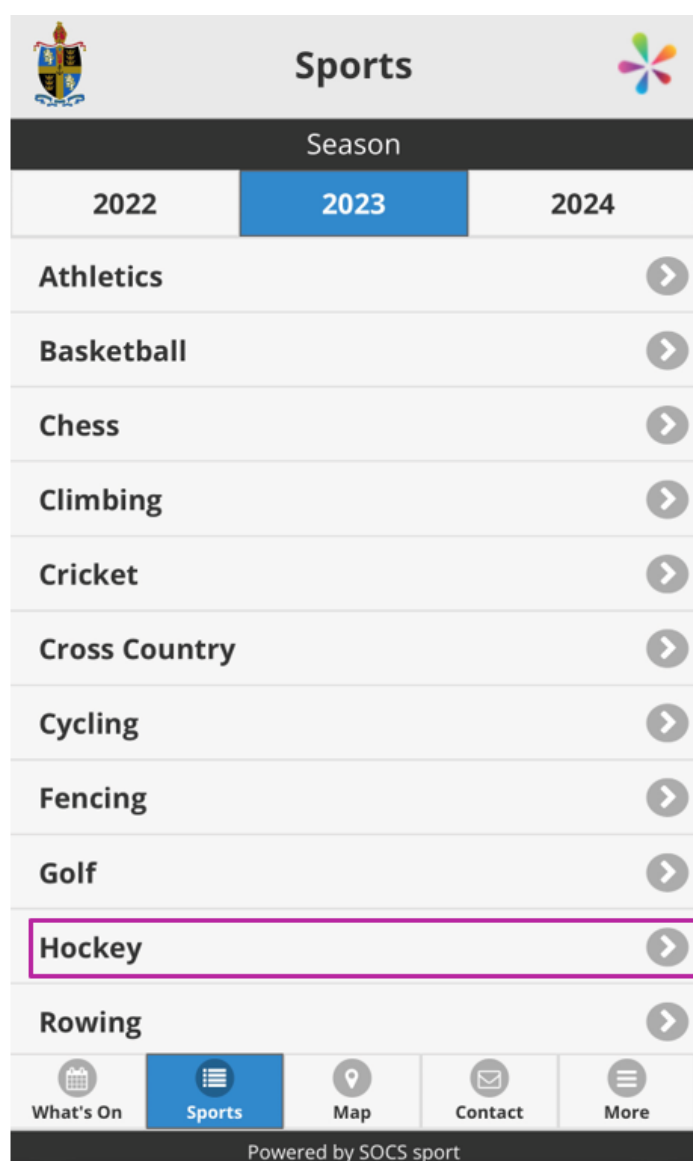 Sports
Season
2022 2023 2024
Athletics
Basketball
Chess
Climbing
Cricket
Cross Country
Cycling
Fencing
Golf
Hockey
Rowing
What's On Sports Map Contact More
Powered by SOCS sport